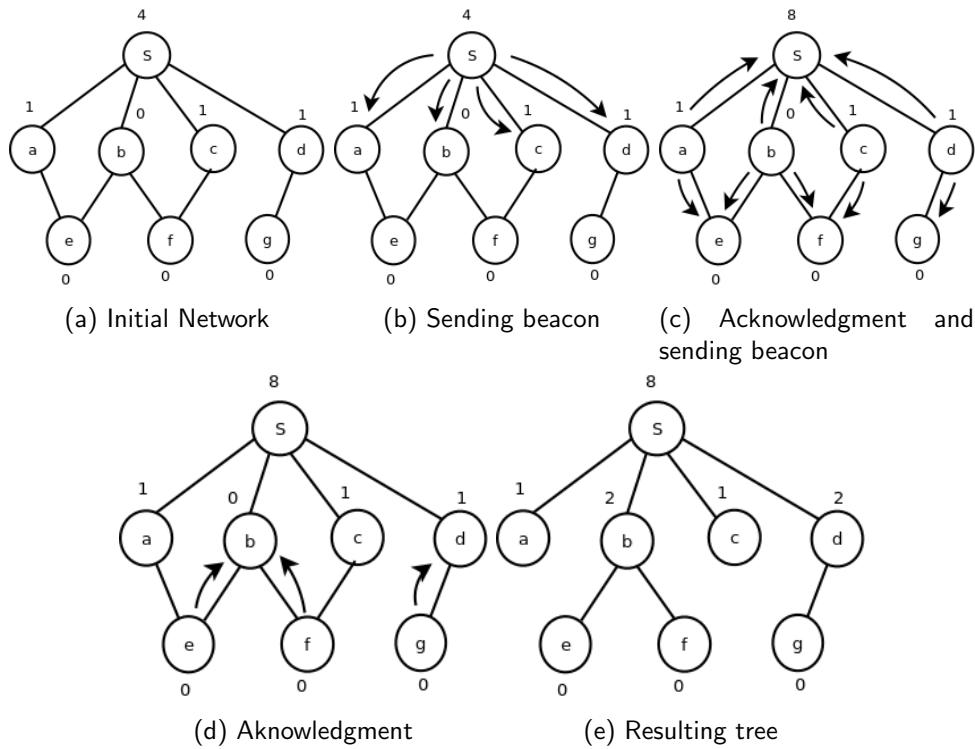 4 4 8
S S S
1 0 1 1 1 0 1 1 1 0 1 1
a b c d a b c d a b c d
e f g e f g e f g
0 0 0 0 0 0 0 0 0
(a) Initial Network (b) Sending beacon (c) Acknowledgment and
sending beacon
8 8
S S
1 0 1 1 1 2 1 2
a b c d a b c d
e f g e f g
0 0 0 0 0 0
(d) Aknowledgment (e) Resulting tree